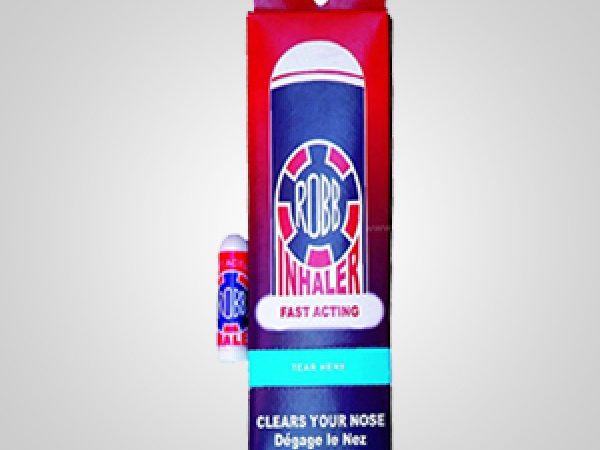 ROBB
INHALER
FAST ACTING
TEAR HERE
CLEARS YOUR NOSE
Dégage le Nez
ROBB